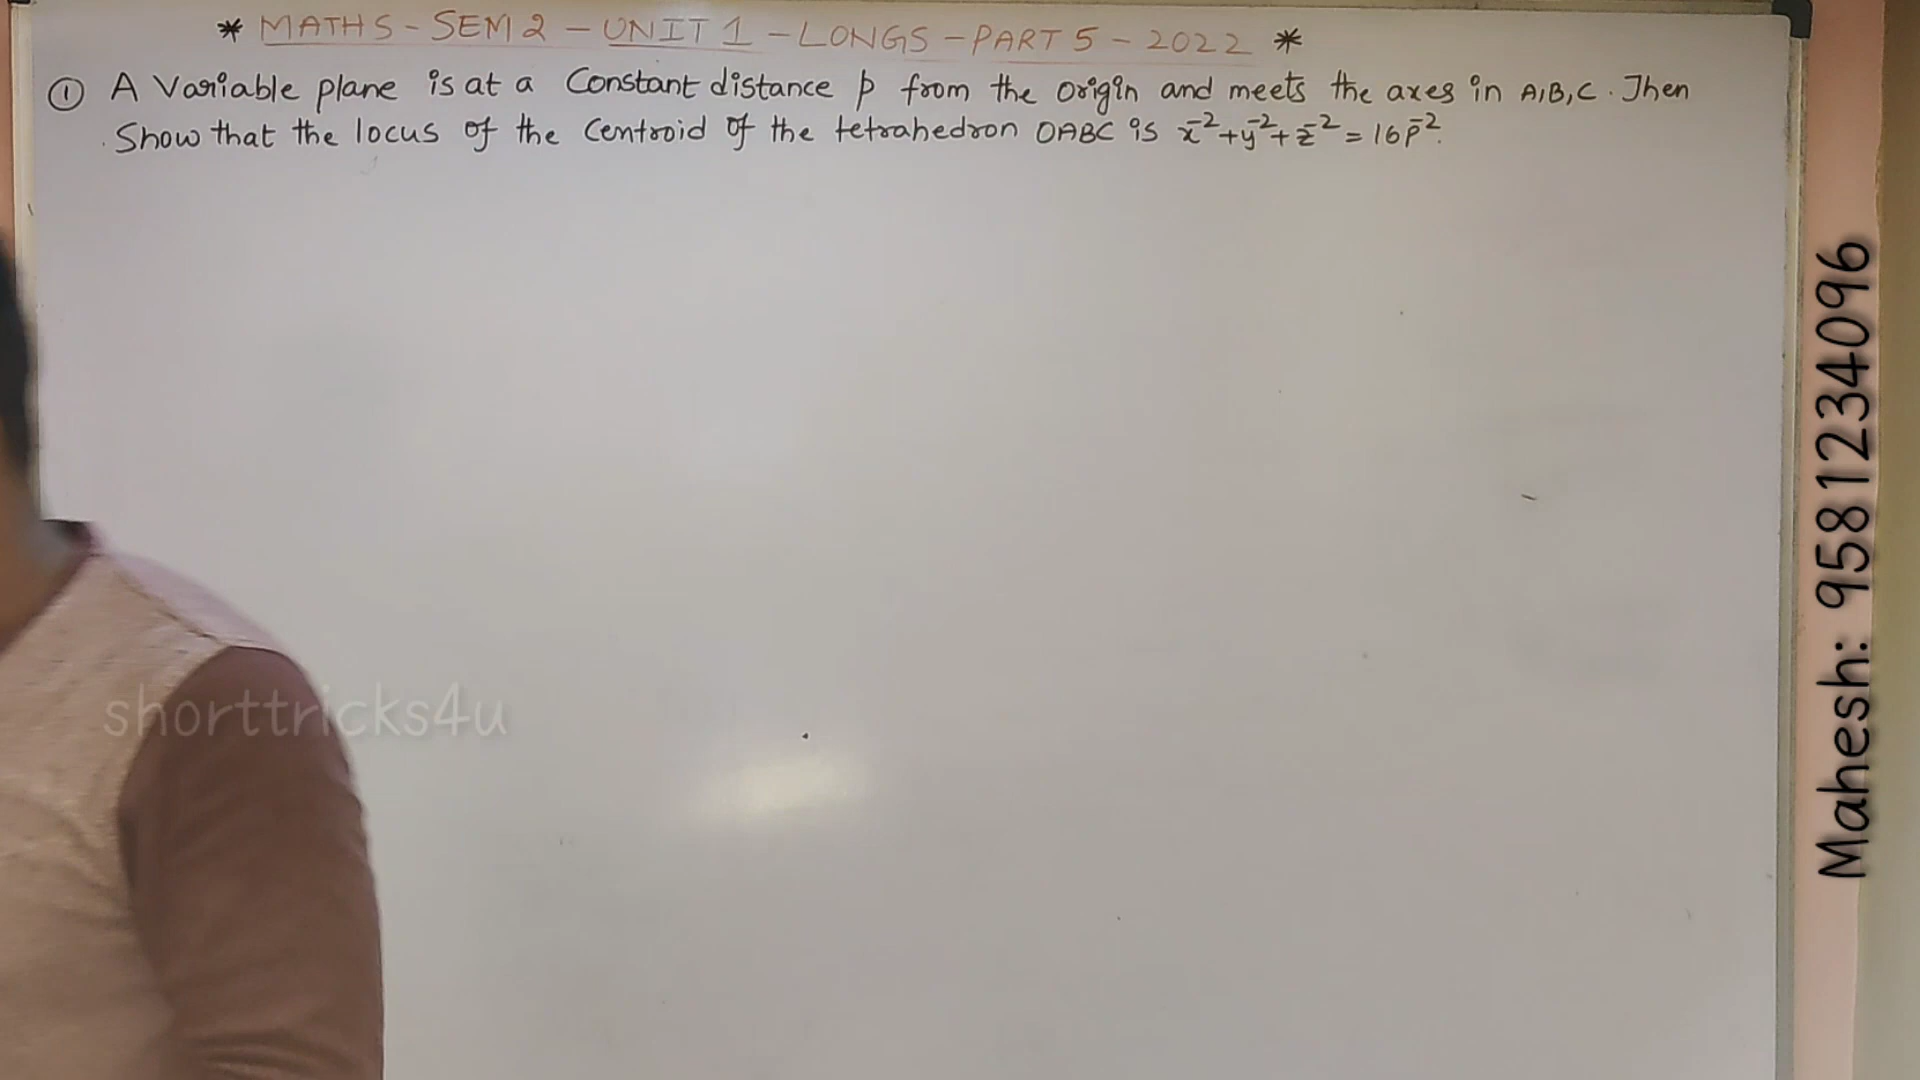 * MATHS - SEM 2 - UNIT 1 - LONGS - PART 5 - 2022 *
① A Variable plane is at a Constant distance p from the origin and meets the axes in A,B,C. Then
Show that the locus of the Centroid of the tetrahedron OABC is x⁻²+y⁻²+z⁻² = 16p⁻².
shorttricks4u
Mahesh: 9581234096